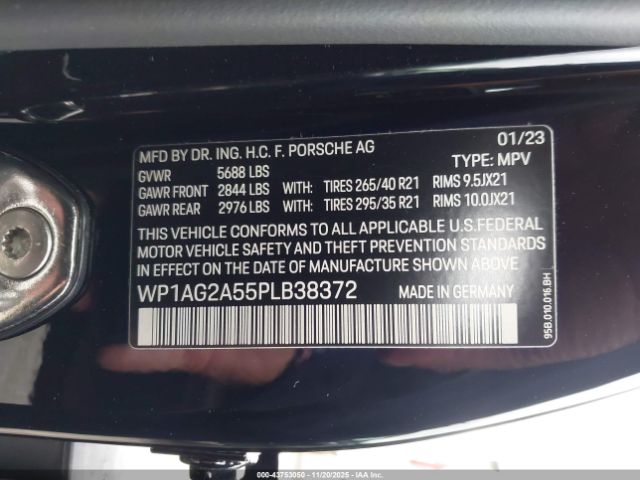 01/23
MFD BY DR. ING. H.C. F. PORSCHE AG
GVWR 5688 LBS TYPE: MPV
GAWR FRONT 2844 LBS WITH: TIRES 265/40 R21 RIMS 9.5JX21
GAWR REAR 2976 LBS WITH: TIRES 295/35 R21 RIMS 10.0JX21
THIS VEHICLE CONFORMS TO ALL APPLICABLE U.S.FEDERAL
MOTOR VEHICLE SAFETY AND THEFT PREVENTION STANDARDS
IN EFFECT ON THE DATE OF MANUFACTURE SHOWN ABOVE.
WP1AG2A55PLB38372 MADE IN GERMANY
95B.010.016.BH
000-43753050 - 11/20/2025 - IAAI.COM